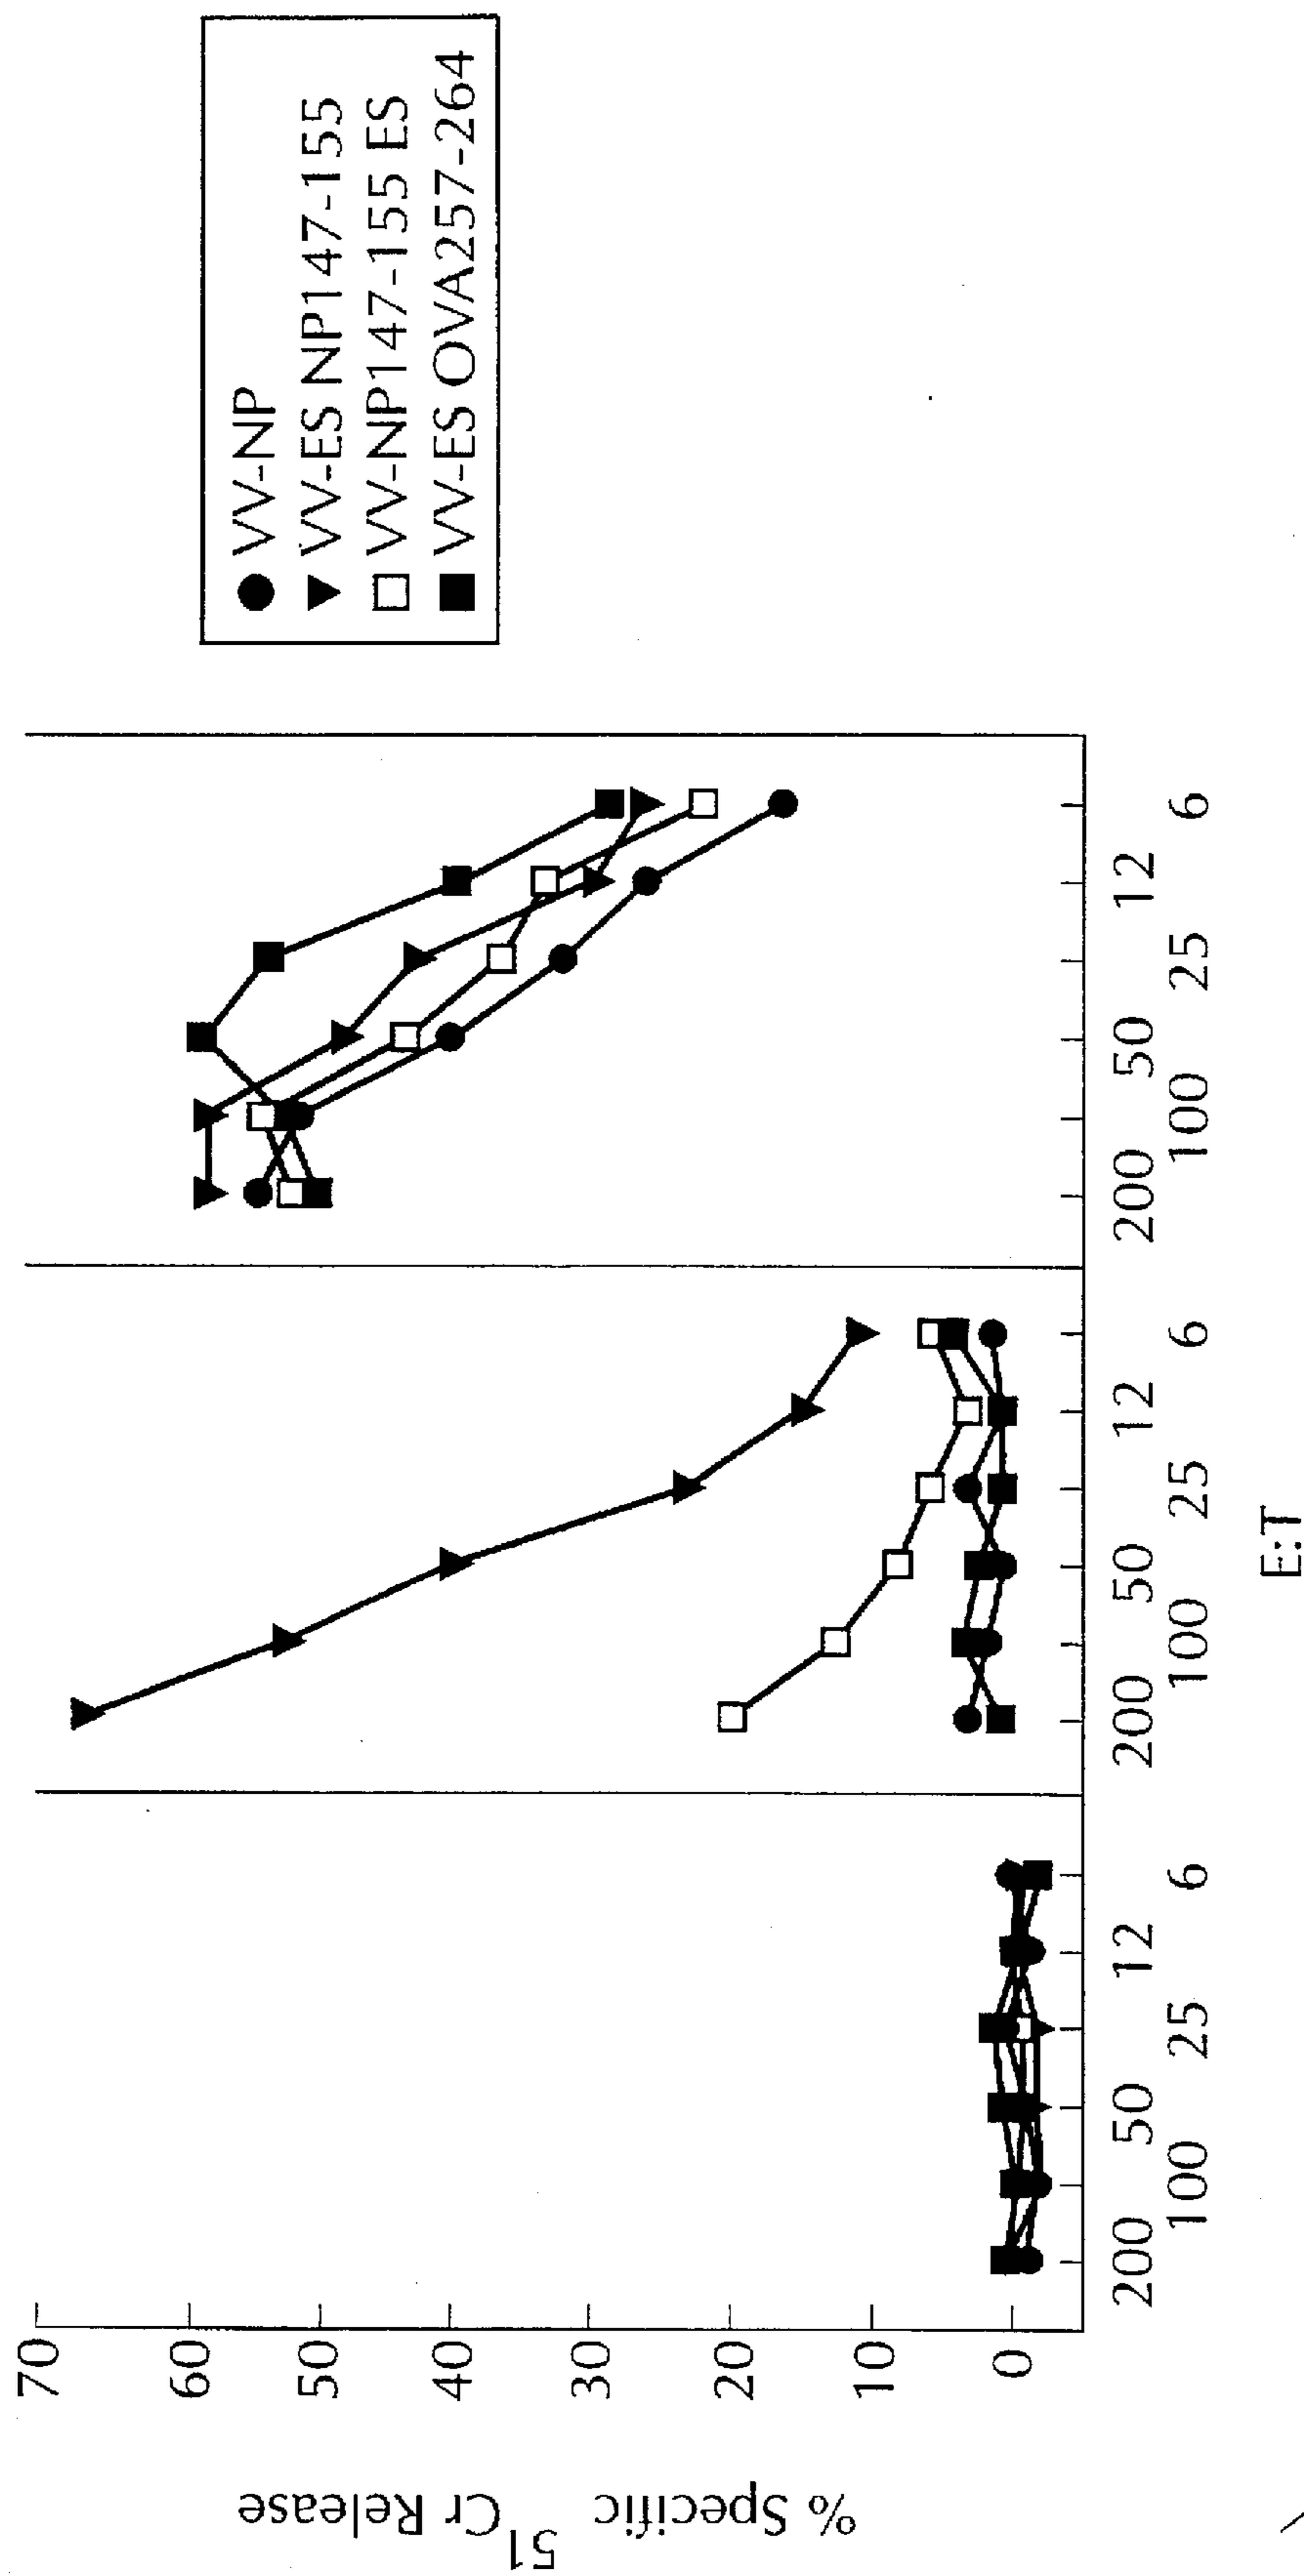 ● VV-NP
▼ VV-ES NP147-155
□ VV-NP147-155 ES
■ VV-ES OVA257-264
% Specific ⁵¹Cr Release
70
60
50
40
30
20
10
0
200 100 50 25 12 6
200 100 50 25 12 6
200 100 50 25 12 6
E:T